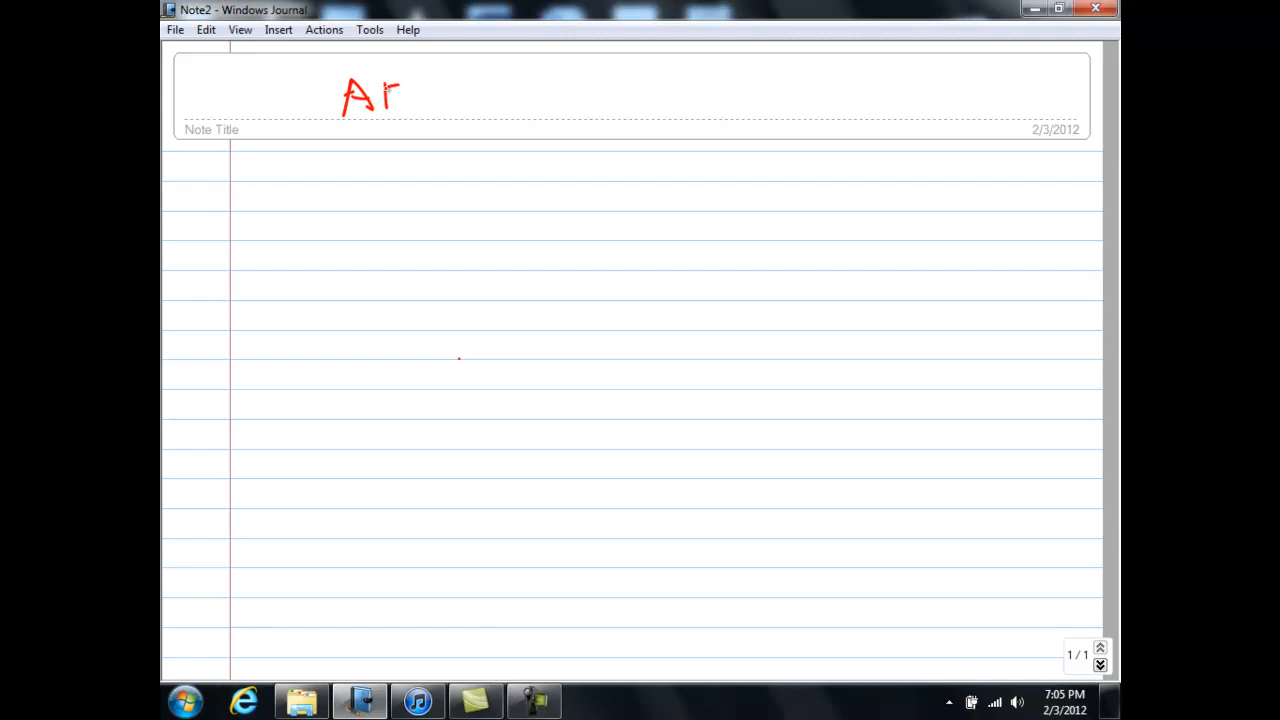 Note2 - Windows Journal
File Edit View Insert Actions Tools Help
Ar
Note Title 2/3/2012
1 / 1
7:05 PM
2/3/2012